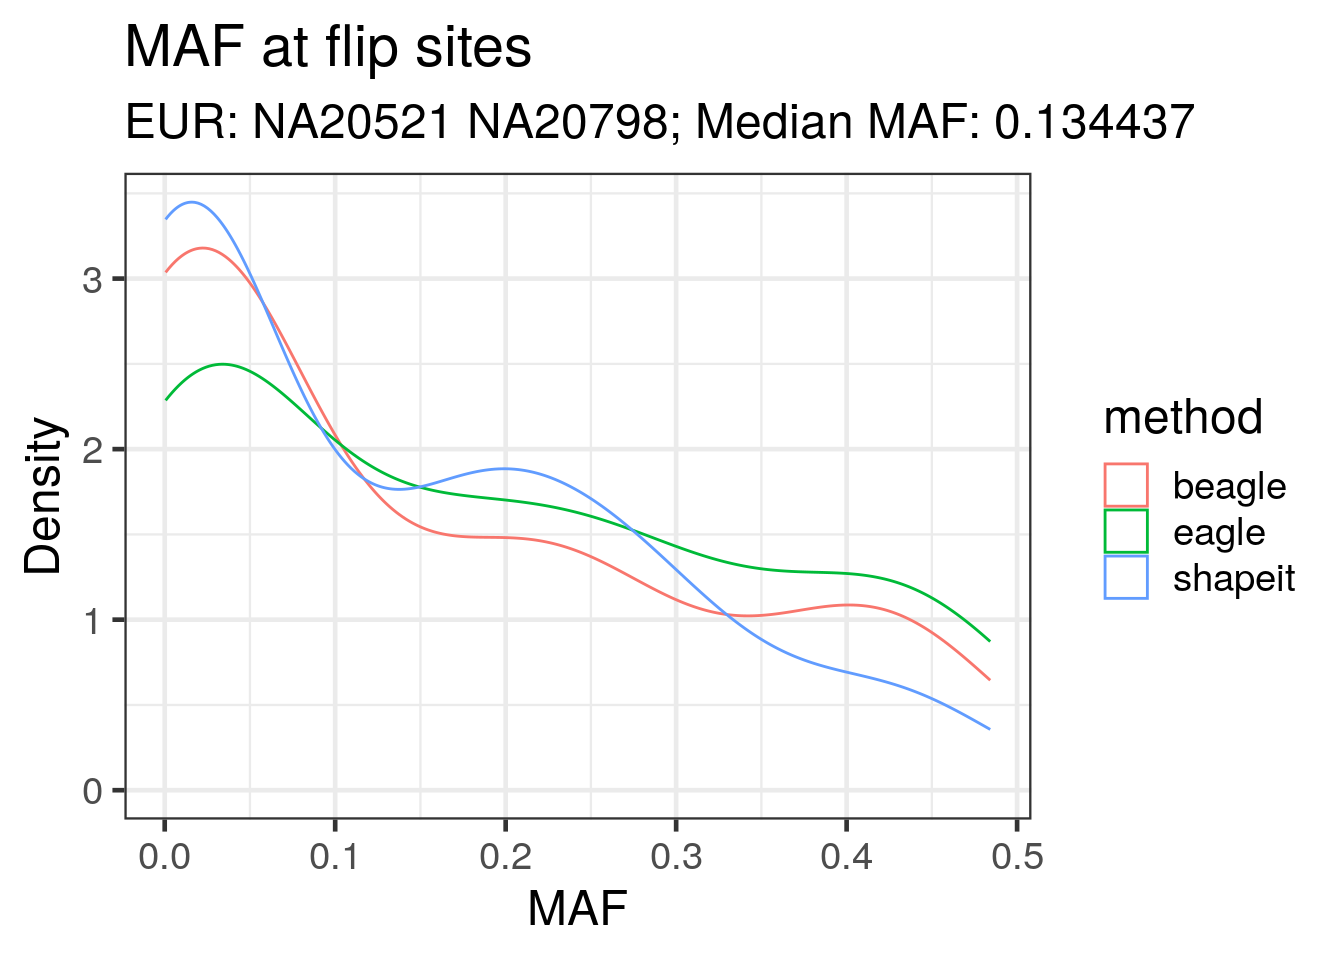 MAF at flip sites
EUR: NA20521 NA20798; Median MAF: 0.134437
Density
3
2
1
0
0.0 0.1 0.2 0.3 0.4 0.5
MAF
method
beagle
eagle
shapeit